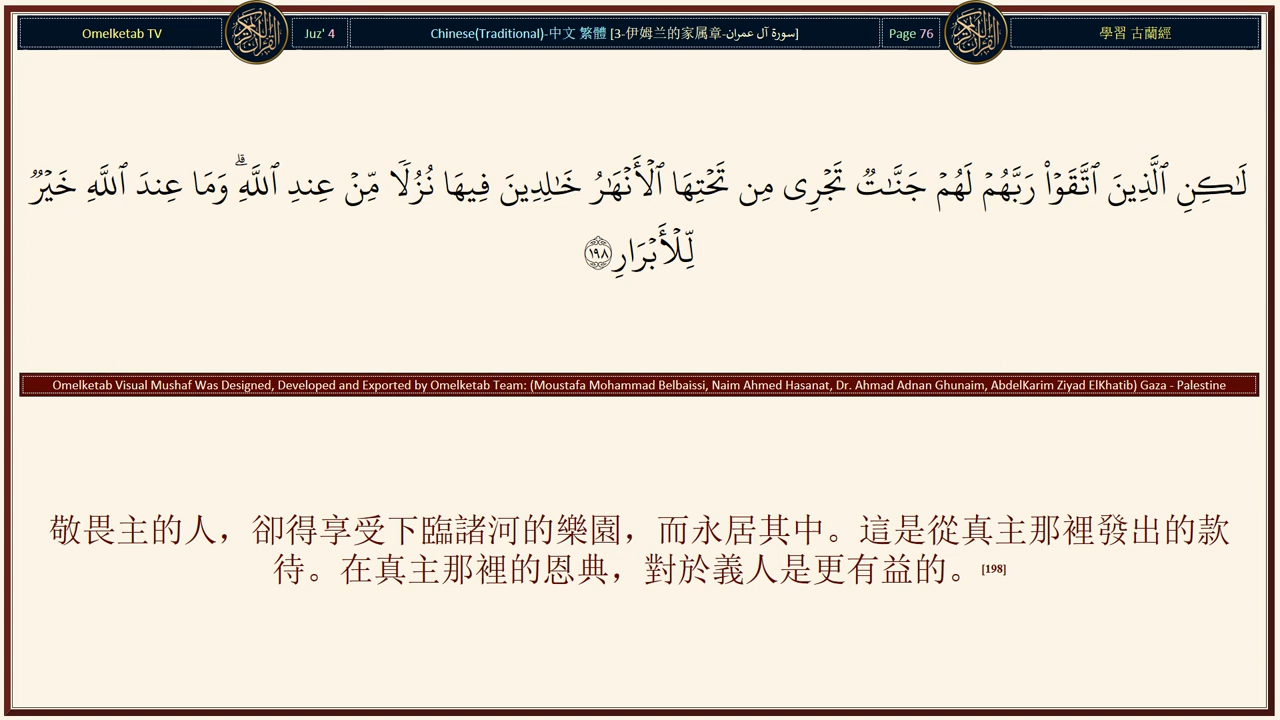 Omelketab TV
Juz' 4
Chinese(Traditional)-中文 繁體 [3-伊姆兰的家属章-سورة آل عمران]
Page 76
學習 古蘭經
لَٰكِنِ ٱلَّذِينَ ٱتَّقَوْا۟ رَبَّهُمْ لَهُمْ جَنَّٰتٌ تَجْرِى مِن تَحْتِهَا ٱلْأَنْهَٰرُ خَٰلِدِينَ فِيهَا نُزُلًا مِّنْ عِندِ ٱللَّهِ ۗ وَمَا عِندَ ٱللَّهِ خَيْرٌ
لِّلْأَبْرَارِ ١٩٨
Omelketab Visual Mushaf Was Designed, Developed and Exported by Omelketab Team: (Moustafa Mohammad Belbaissi, Naim Ahmed Hasanat, Dr. Ahmad Adnan Ghunaim, AbdelKarim Ziyad ElKhatib) Gaza - Palestine
敬畏主的人，卻得享受下臨諸河的樂園，而永居其中。這是從真主那裡發出的款
待。在真主那裡的恩典，對於義人是更有益的。[198]